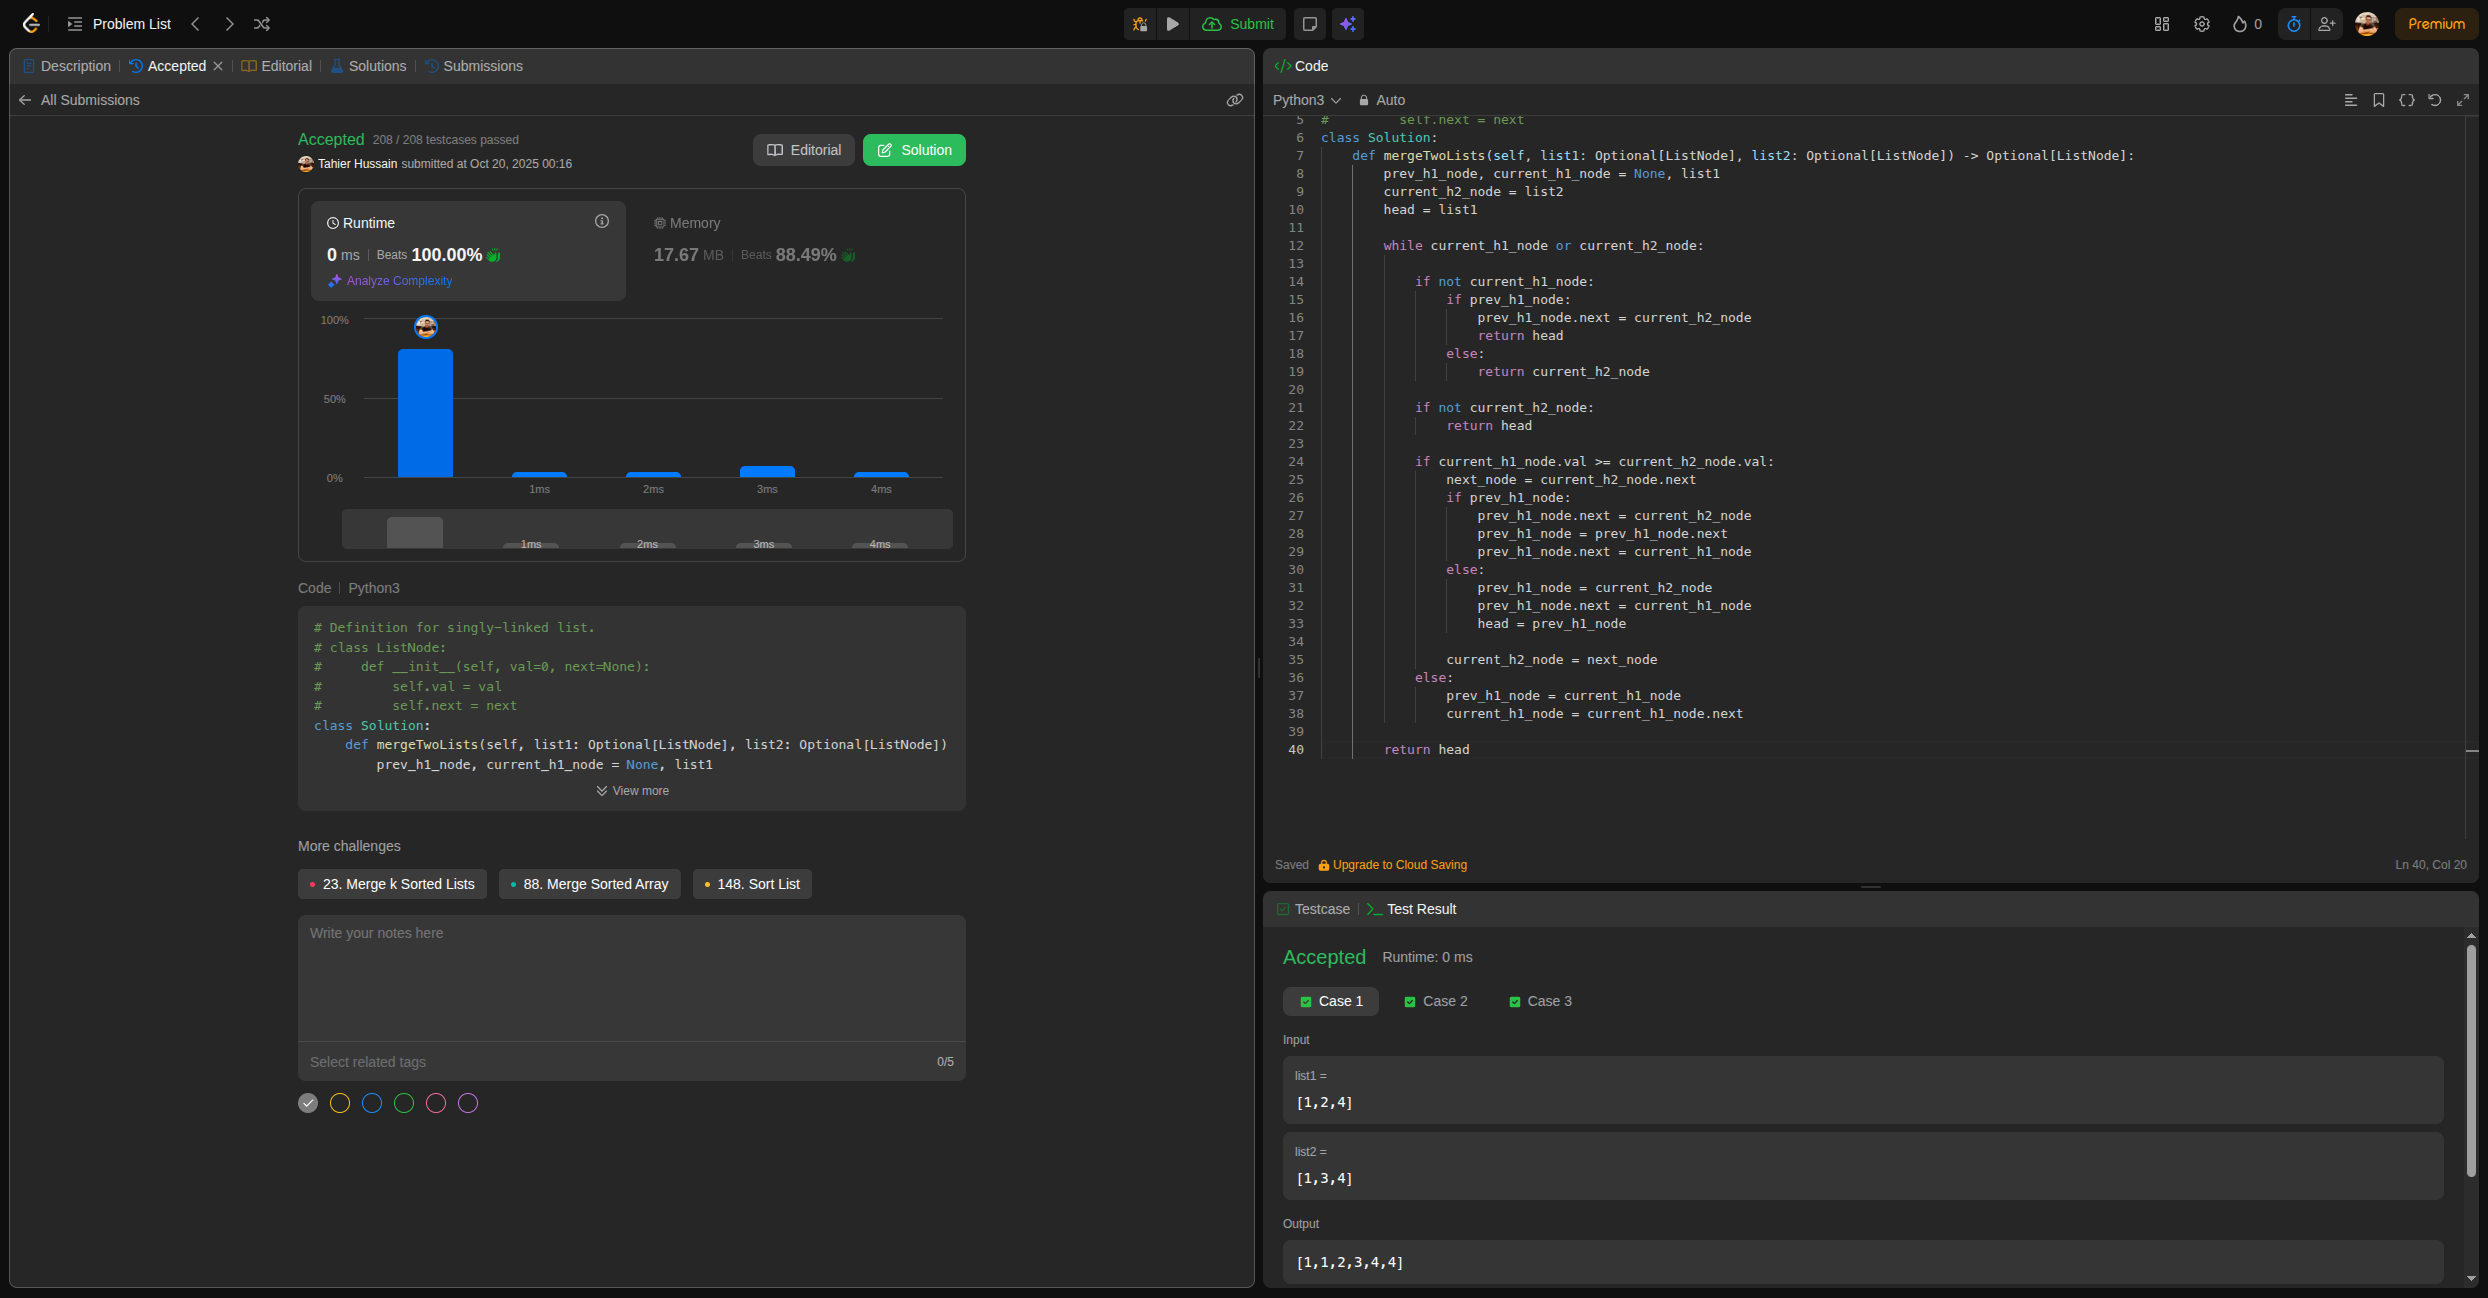 Problem List
Submit
0
Premium
Description
Accepted
Editorial
Solutions
Submissions
All Submissions
Accepted 208 / 208 testcases passed
Tahier Hussain submitted at Oct 20, 2025 00:16
Editorial
Solution
Runtime
0 ms Beats 100.00%
Analyze Complexity
Memory
17.67 MB Beats 88.49%
100%
50%
0%
1ms 2ms 3ms 4ms
1ms 2ms 3ms 4ms
Code Python3
# Definition for singly-linked list.
# class ListNode:
#     def __init__(self, val=0, next=None):
#         self.val = val
#         self.next = next
class Solution:
    def mergeTwoLists(self, list1: Optional[ListNode], list2: Optional[ListNode])
        prev_h1_node, current_h1_node = None, list1
View more
More challenges
23. Merge k Sorted Lists
88. Merge Sorted Array
148. Sort List
Write your notes here
Select related tags 0/5
Code
Python3 Auto
5 #         self.next = next
6 class Solution:
7     def mergeTwoLists(self, list1: Optional[ListNode], list2: Optional[ListNode]) -> Optional[ListNode]:
8         prev_h1_node, current_h1_node = None, list1
9         current_h2_node = list2
10         head = list1
11
12         while current_h1_node or current_h2_node:
13
14             if not current_h1_node:
15                 if prev_h1_node:
16                     prev_h1_node.next = current_h2_node
17                     return head
18                 else:
19                     return current_h2_node
20
21             if not current_h2_node:
22                 return head
23
24             if current_h1_node.val >= current_h2_node.val:
25                 next_node = current_h2_node.next
26                 if prev_h1_node:
27                     prev_h1_node.next = current_h2_node
28                     prev_h1_node = prev_h1_node.next
29                     prev_h1_node.next = current_h1_node
30                 else:
31                     prev_h1_node = current_h2_node
32                     prev_h1_node.next = current_h1_node
33                     head = prev_h1_node
34
35                 current_h2_node = next_node
36             else:
37                 prev_h1_node = current_h1_node
38                 current_h1_node = current_h1_node.next
39
40         return head
Saved Upgrade to Cloud Saving
Ln 40, Col 20
Testcase
Test Result
Accepted Runtime: 0 ms
Case 1
Case 2
Case 3
Input
list1 =
[1,2,4]
list2 =
[1,3,4]
Output
[1,1,2,3,4,4]